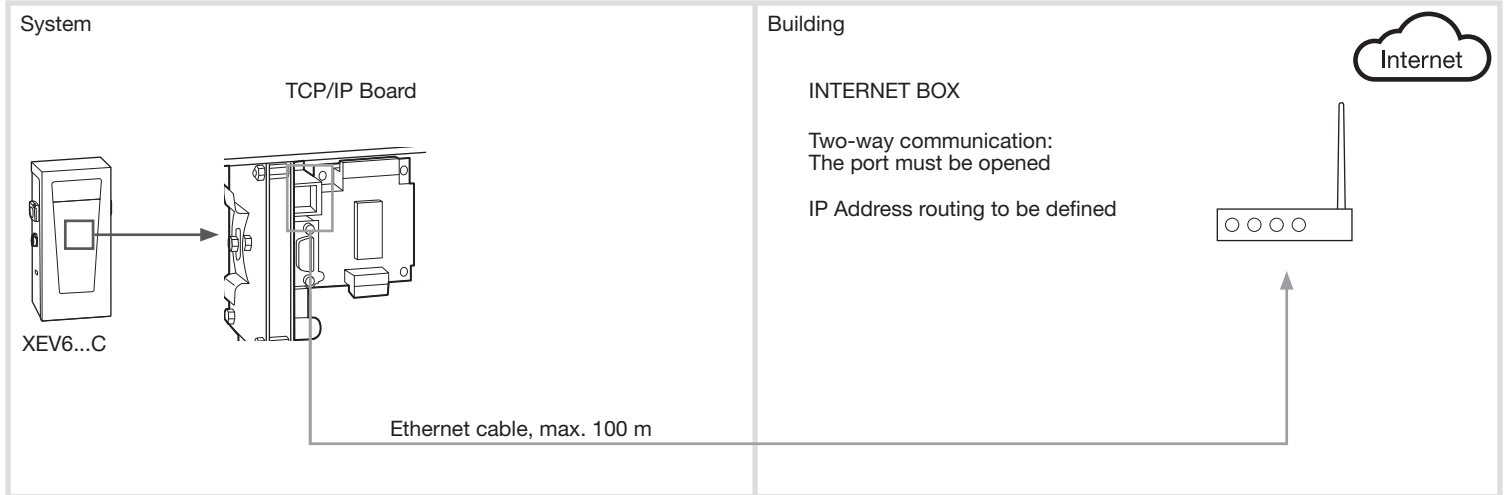 System
TCP/IP Board
XEV6...C
Ethernet cable, max. 100 m
Building
Internet
INTERNET BOX
Two-way communication:
The port must be opened
IP Address routing to be defined